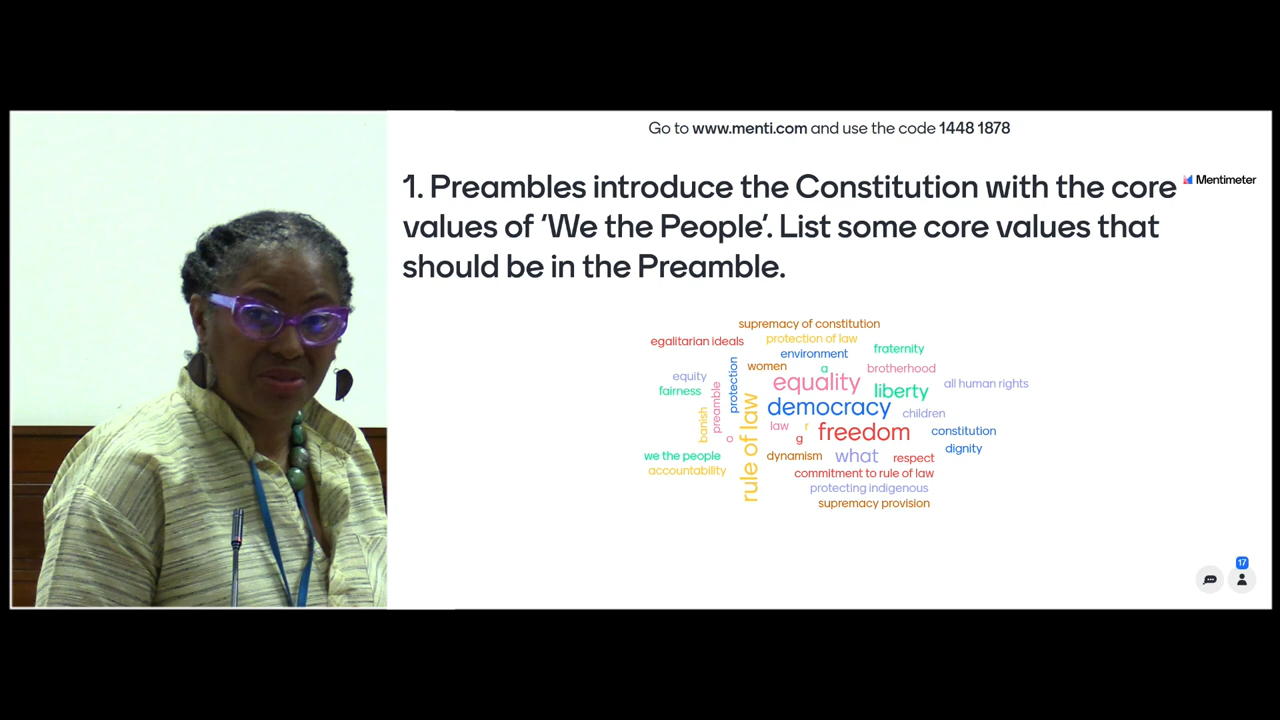 Go to www.menti.com and use the code 1448 1878
1. Preambles introduce the Constitution with the core
values of ‘We the People’. List some core values that
should be in the Preamble.
Mentimeter
supremacy of constitution
egalitarian ideals
protection of law
environment
fraternity
women
a
brotherhood
equity
protection
equality
all human rights
fairness
preamble
liberty
democracy
children
banish
rule of law
law
r
freedom
constitution
o
g
dignity
we the people
dynamism
what
respect
accountability
commitment to rule of law
protecting indigenous
supremacy provision
17